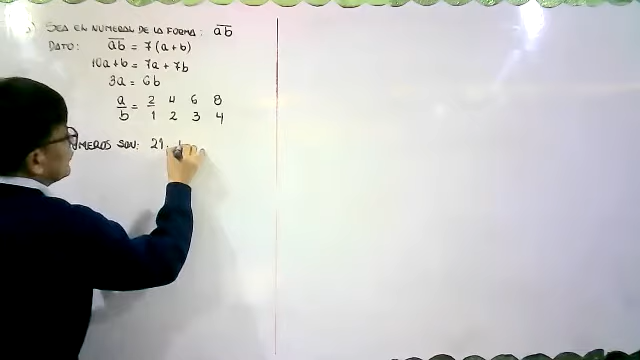 SEA EL NUMERAL DE LA FORMA: ab
DATO: ab = 7(a+b)
10a+b = 7a + 7b
3a = 6b
a/b = 2/1 4/2 6/3 8/4
SON: 21,